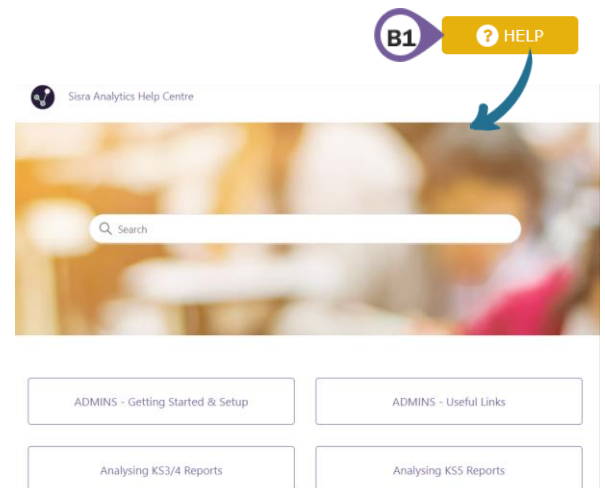 B1
? HELP
Sisra Analytics Help Centre
Search
ADMINS - Getting Started & Setup
ADMINS - Useful Links
Analysing KS3/4 Reports
Analysing KS5 Reports